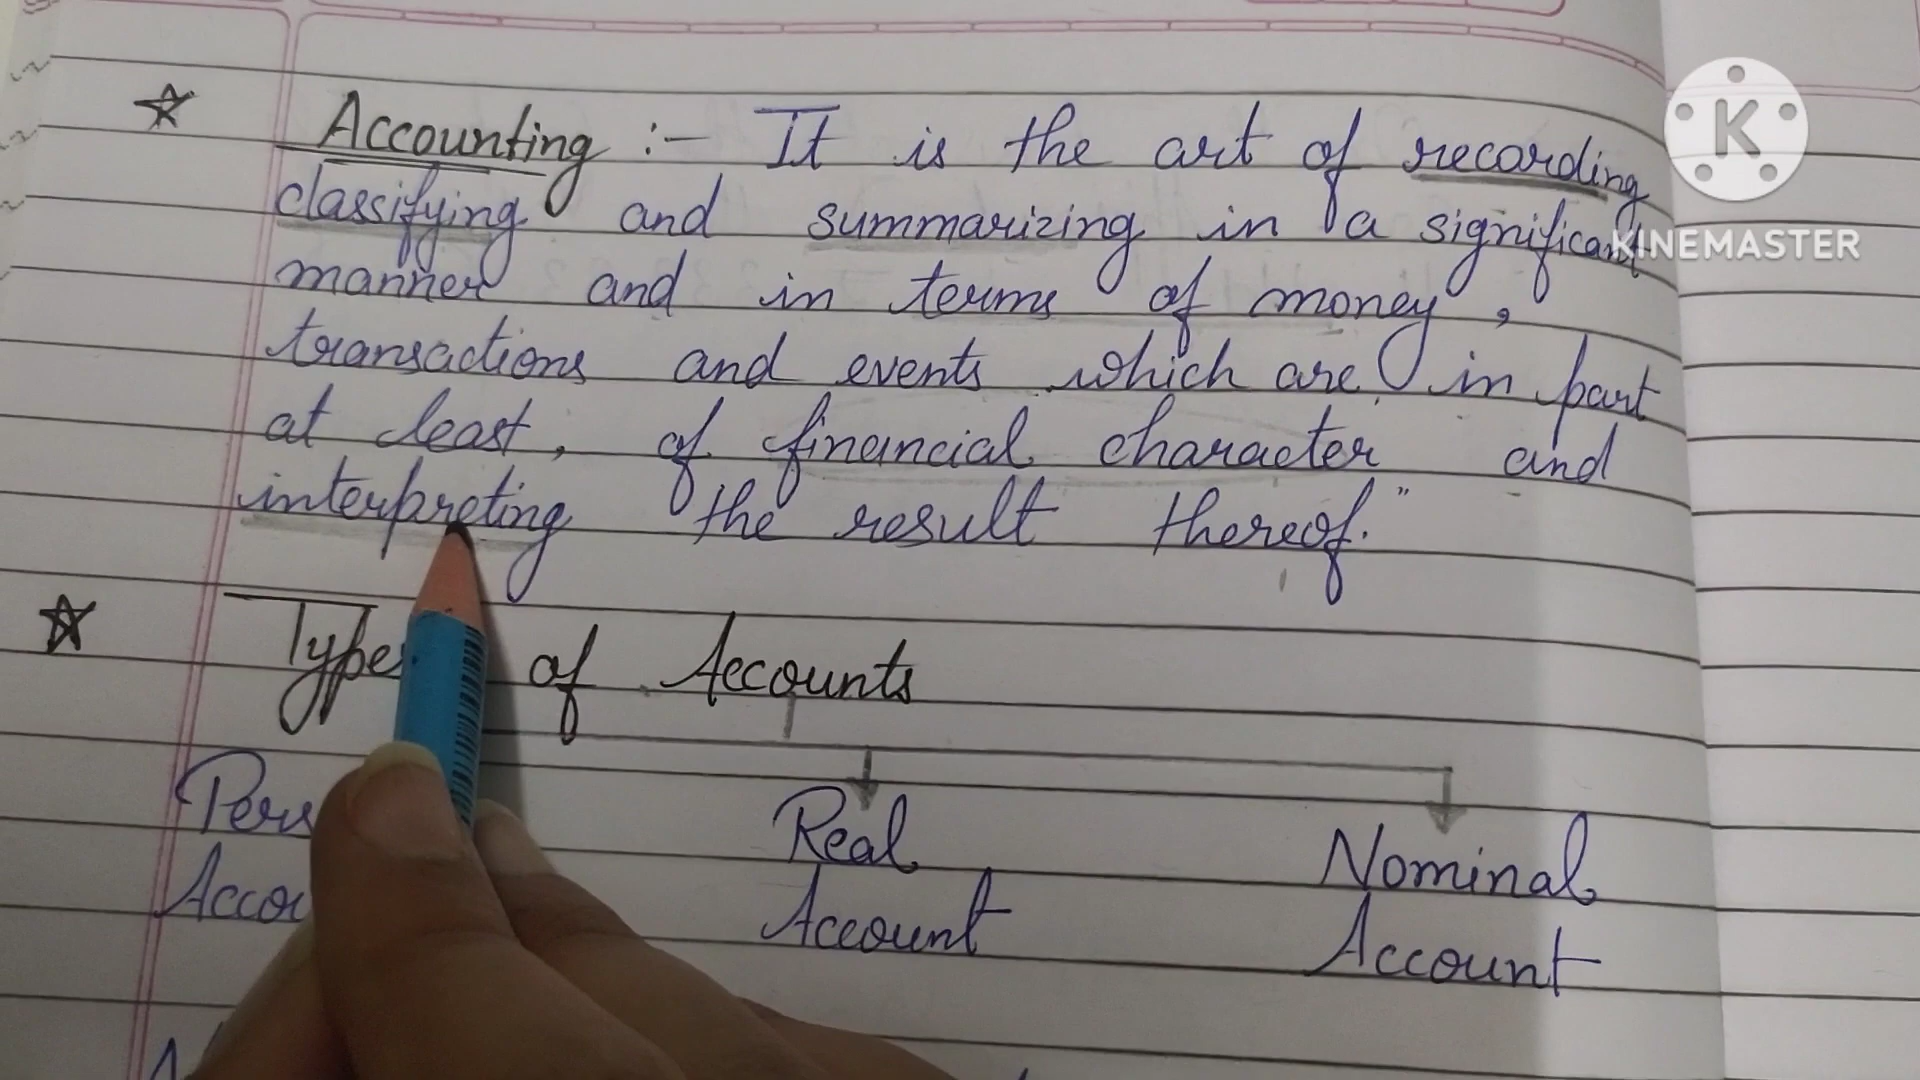 Accounting :- It is the art of recording
classifying and summarizing in a significant
manner and in terms of money,
transactions and events which are in part
at least, of financial character and
interpreting the result thereof."
Types of Accounts
Real Nominal
Account Account
K
KINEMASTER